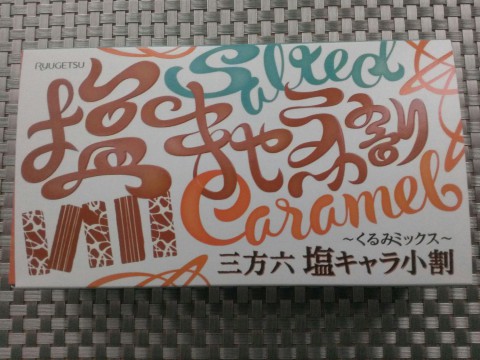 RYUGETSU
Salted
塩キャラ小割
Caramel
～くるみミックス～
三方六 塩キャラ小割